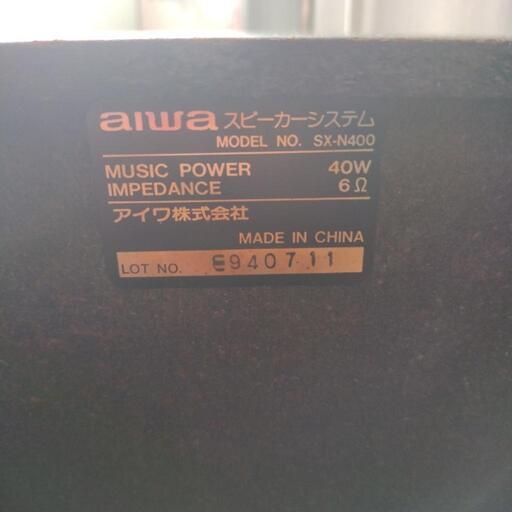 aiwa スピーカーシステム
MODEL NO. SX-N400
MUSIC POWER 40W
IMPEDANCE 6Ω
アイワ株式会社
MADE IN CHINA
LOT NO. E940711